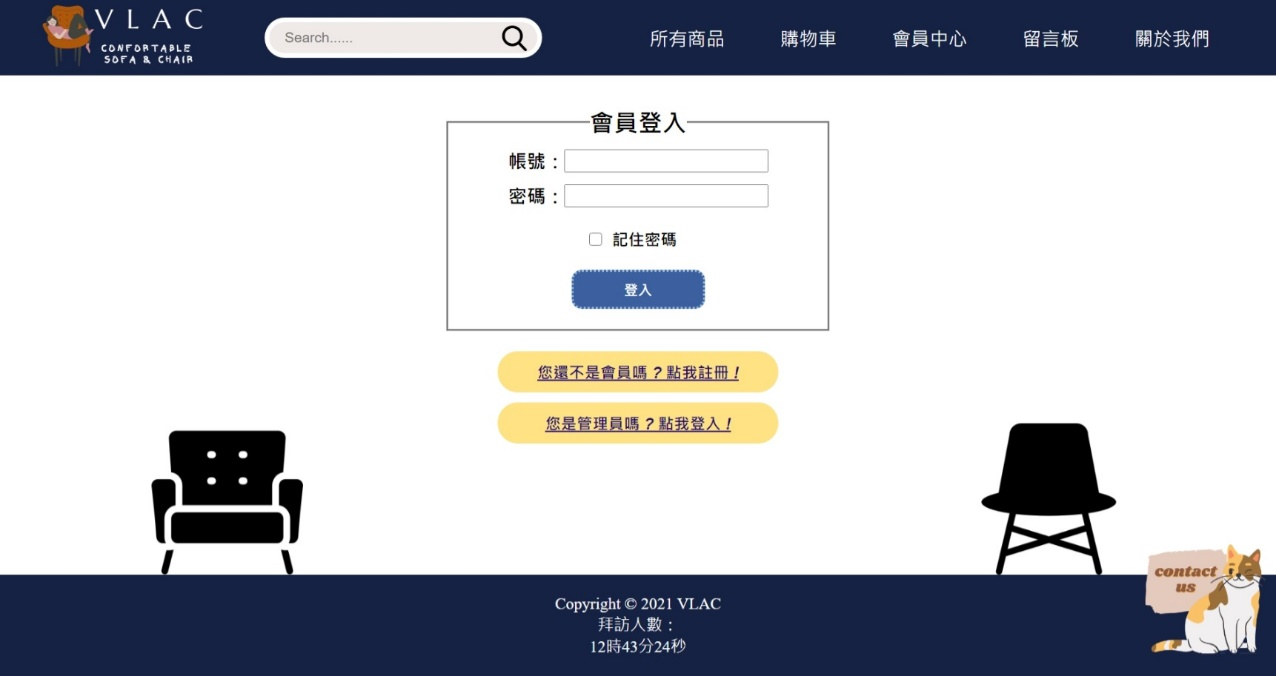 VLAC
CONFORTABLE
SOFA & CHAIR
Search......
所有商品
購物車
會員中心
留言板
關於我們
會員登入
帳號：
密碼：
記住密碼
登入
您還不是會員嗎？點我註冊！
您是管理員嗎？點我登入！
contact
us
Copyright © 2021 VLAC
拜訪人數：
12時43分24秒